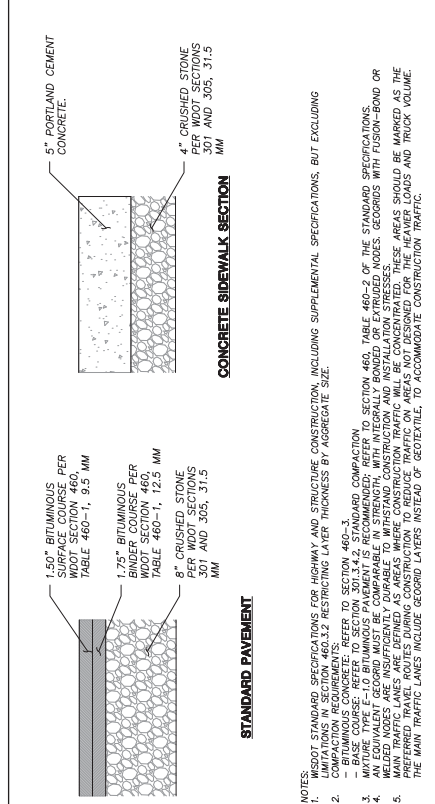 1.50" BITUMINOUS
SURFACE COURSE PER
WDOT SECTION 460,
TABLE 460-1, 9.5 MM
1.75" BITUMINOUS
BINDER COURSE PER
WDOT SECTION 460,
TABLE 460-1, 12.5 MM
8" CRUSHED STONE
PER WDOT SECTIONS
301 AND 305, 31.5
MM
STANDARD PAVEMENT
5" PORTLAND CEMENT
CONCRETE.
4" CRUSHED STONE
PER WDOT SECTIONS
301 AND 305, 31.5
MM
CONCRETE SIDEWALK SECTION
NOTES:
1. WISDOT STANDARD SPECIFICATIONS FOR HIGHWAY AND STRUCTURE CONSTRUCTION, INCLUDING SUPPLEMENTAL SPECIFICATIONS, BUT EXCLUDING
LIMITATIONS IN SECTION 460.3.2 RESTRICTING LAYER THICKNESS BY AGGREGATE SIZE.
2. COMPACTION REQUIREMENTS:
- BITUMINOUS CONCRETE: REFER TO SECTION 460-3.
- BASE COURSE: REFER TO SECTION 301.3.4.2, STANDARD COMPACTION
3. MIXTURE TYPE E-1.0 BITUMINOUS PAVEMENT IS RECOMMENDED; REFER TO SECTION 460, TABLE 460-2 OF THE STANDARD SPECIFICATIONS.
4. AN EQUIVALENT GEOGRID MUST BE COMPARABLE IN STRENGTH, WITH INTEGRALLY BONDED OR EXTRUDED NODES. GEOGRIDS WITH FUSION-BOND OR
WELDED NODES ARE INSUFFICIENTLY DURABLE TO WITHSTAND CONSTRUCTION AND INSTALLATION STRESSES.
5. MAIN TRAFFIC LANES ARE DEFINED AS AREAS WHERE CONSTRUCTION TRAFFIC WILL BE CONCENTRATED. THESE AREAS SHOULD BE MARKED AS THE
PREFERRED TRAVEL ROUTES DURING CONSTRUCTION TO REDUCE TRAFFIC ON AREAS NOT DESIGNED FOR THE HEAVIER LOADS AND TRUCK VOLUME.
THE MAIN TRAFFIC LANES INCLUDE GEOGRID LAYERS INSTEAD OF GEOTEXTILE, TO ACCOMMODATE CONSTRUCTION TRAFFIC.